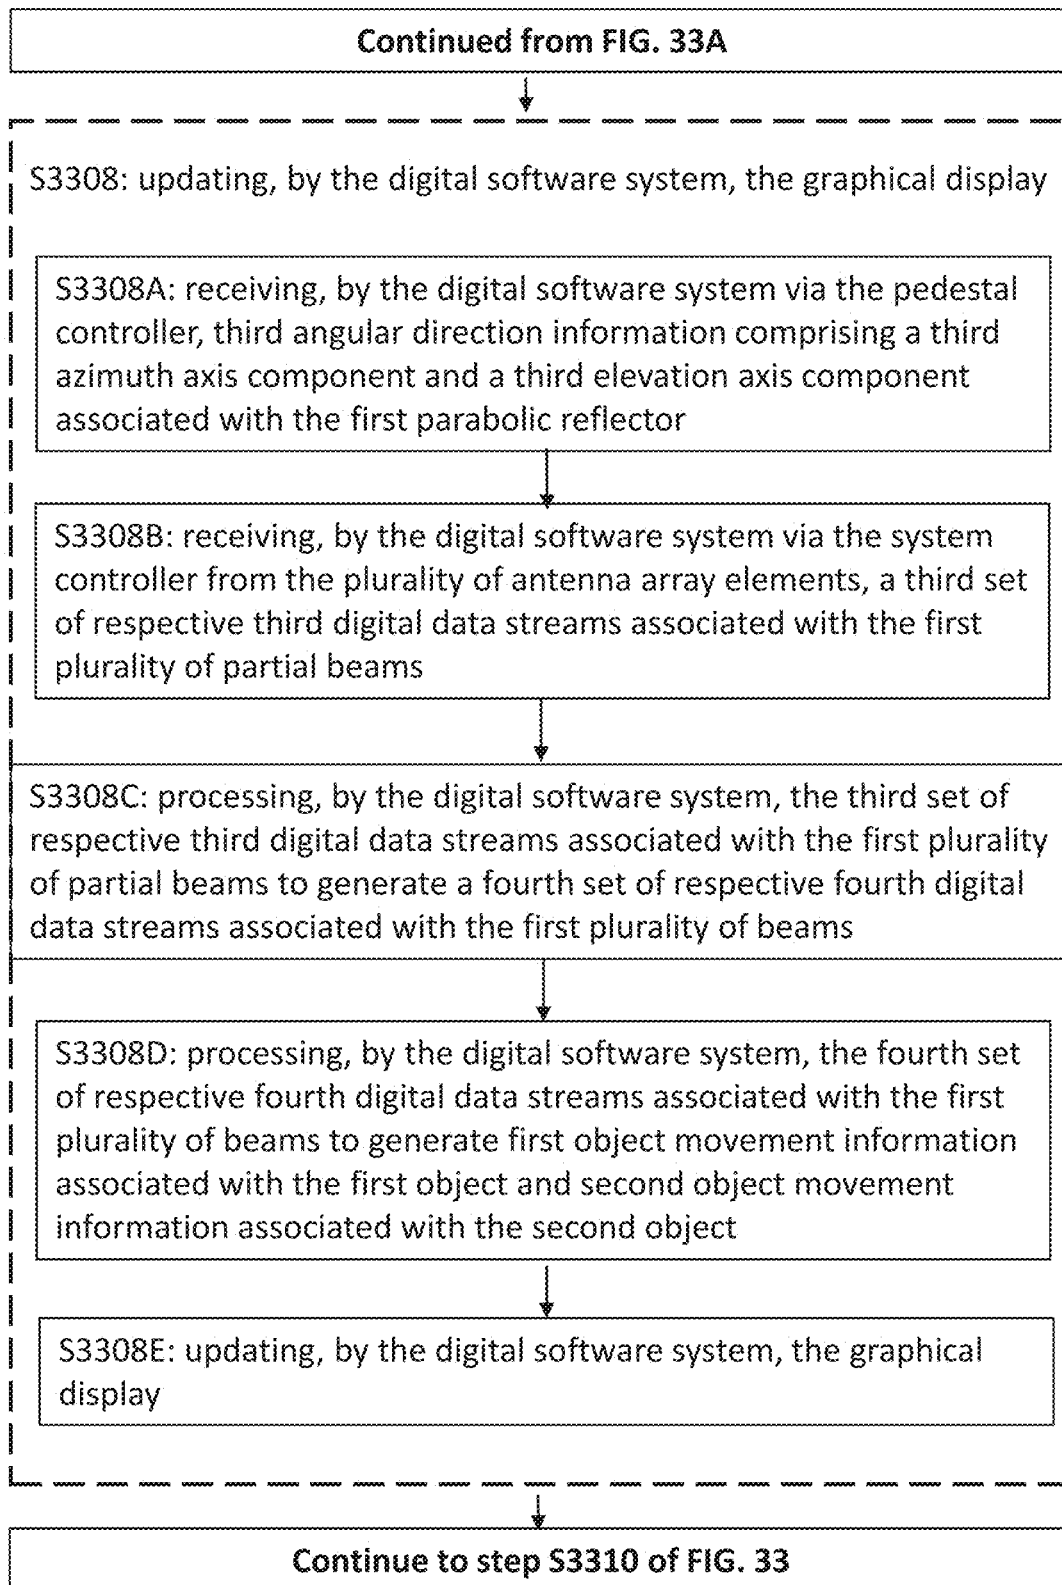 Continued from FIG. 33A
S3308: updating, by the digital software system, the graphical display
S3308A: receiving, by the digital software system via the pedestal
controller, third angular direction information comprising a third
azimuth axis component and a third elevation axis component
associated with the first parabolic reflector
S3308B: receiving, by the digital software system via the system
controller from the plurality of antenna array elements, a third set
of respective third digital data streams associated with the first
plurality of partial beams
S3308C: processing, by the digital software system, the third set of
respective third digital data streams associated with the first plurality
of partial beams to generate a fourth set of respective fourth digital
data streams associated with the first plurality of beams
S3308D: processing, by the digital software system, the fourth set
of respective fourth digital data streams associated with the first
plurality of beams to generate first object movement information
associated with the first object and second object movement
information associated with the second object
S3308E: updating, by the digital software system, the graphical
display
Continue to step S3310 of FIG. 33